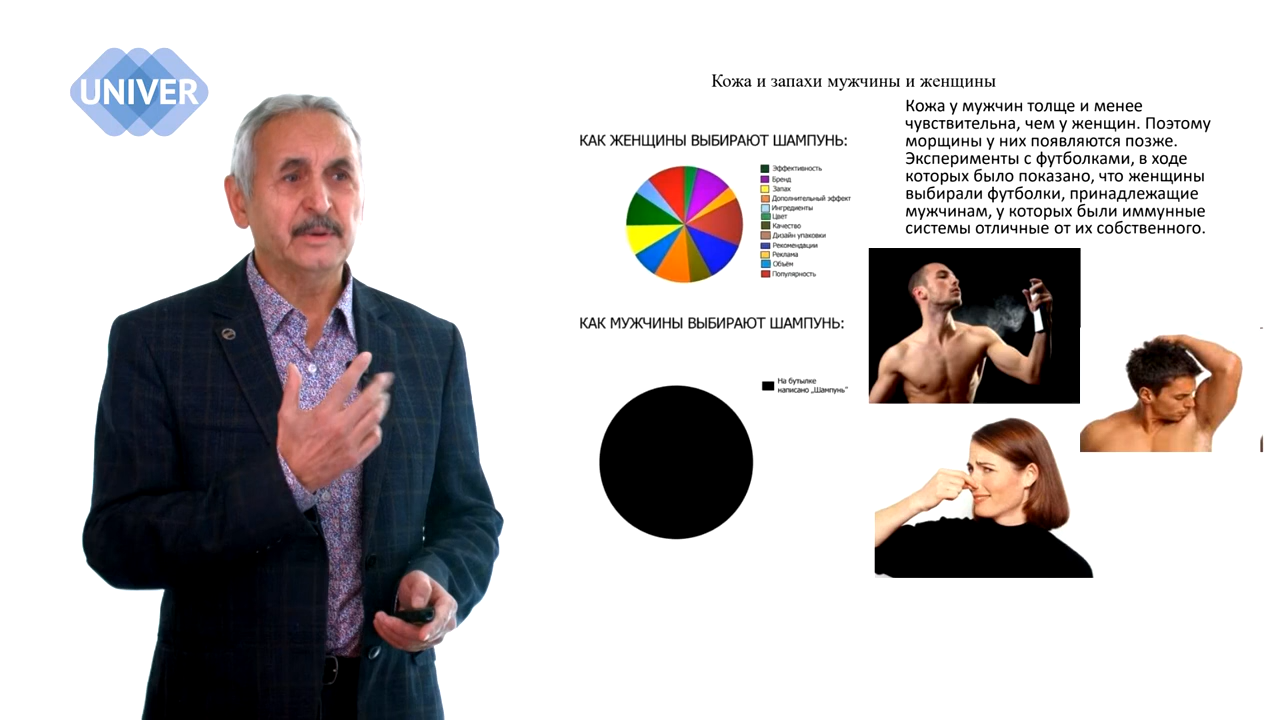 UNIVER
Кожа и запахи мужчины и женщины
Кожа у мужчин толще и менее
чувствительна, чем у женщин. Поэтому
морщины у них появляются позже.
Эксперименты с футболками, в ходе
которых было показано, что женщины
выбирали футболки, принадлежащие
мужчинам, у которых были иммунные
системы отличные от их собственного.
КАК ЖЕНЩИНЫ ВЫБИРАЮТ ШАМПУНЬ:
Эффективность
Бренд
Запах
Дополнительный эффект
Ингредиенты
Цвет
Качество
Дизайн упаковки
Рекомендации
Реклама
Объём
Популярность
КАК МУЖЧИНЫ ВЫБИРАЮТ ШАМПУНЬ:
На бутылке
написано „Шампунь"